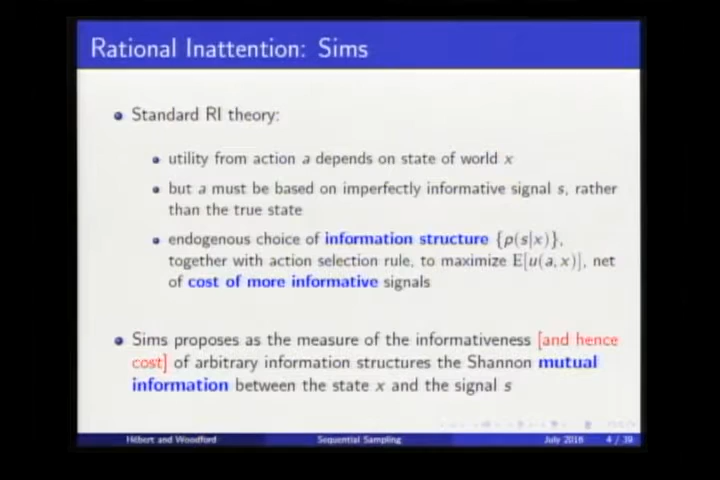 Rational Inattention: Sims
Standard RI theory:
utility from action a depends on state of world x
but a must be based on imperfectly informative signal s, rather
than the true state
endogenous choice of information structure {p(s|x)},
together with action selection rule, to maximize E[u(a, x)], net
of cost of more informative signals
Sims proposes as the measure of the informativeness [and hence
cost] of arbitrary information structures the Shannon mutual
information between the state x and the signal s
Hébert and Woodford Sequential Sampling July 2016 4 / 39